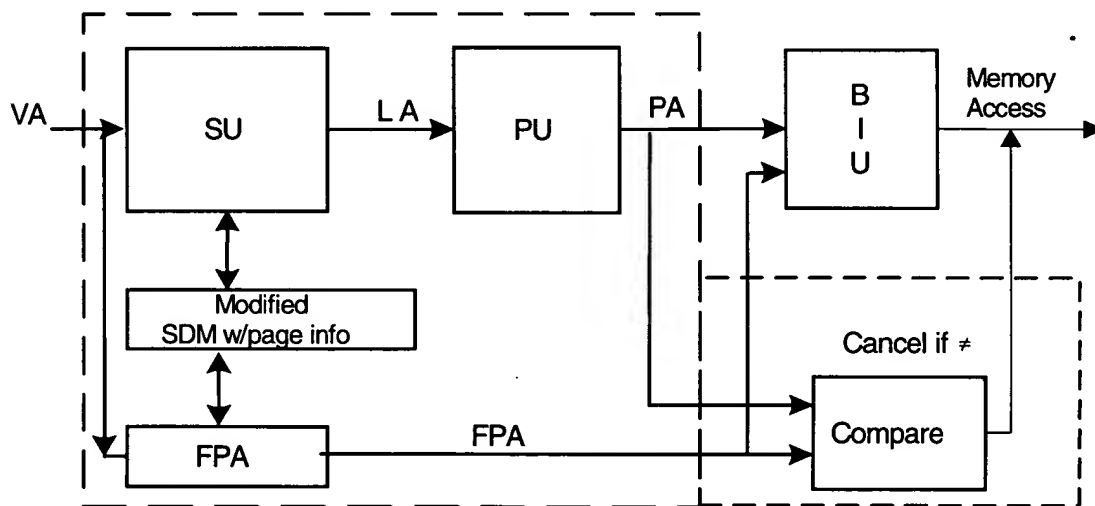 VA
SU
L A
PU
PA
B
I
U
Memory
Access
Modified
SDM w/page info
Cancel if ≠
FPA
FPA
Compare